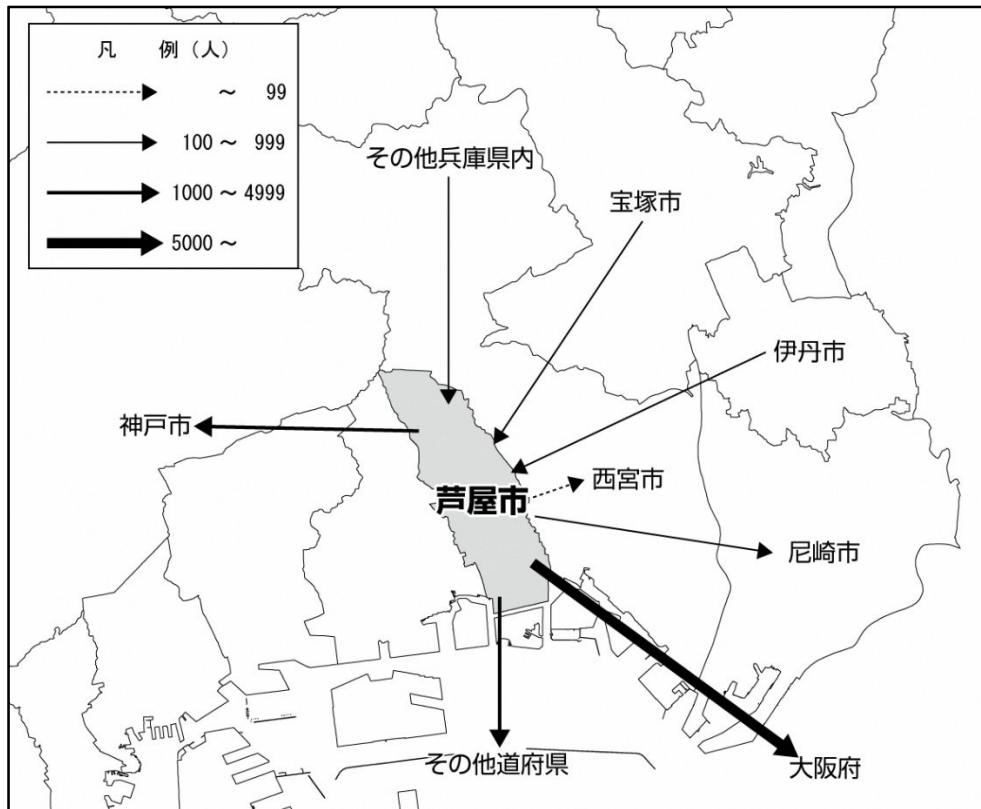 凡 例(人)
～ 99
100～ 999
1000～4999
5000～
その他兵庫県内
宝塚市
伊丹市
神戸市
西宮市
芦屋市
尼崎市
その他道府県
大阪府